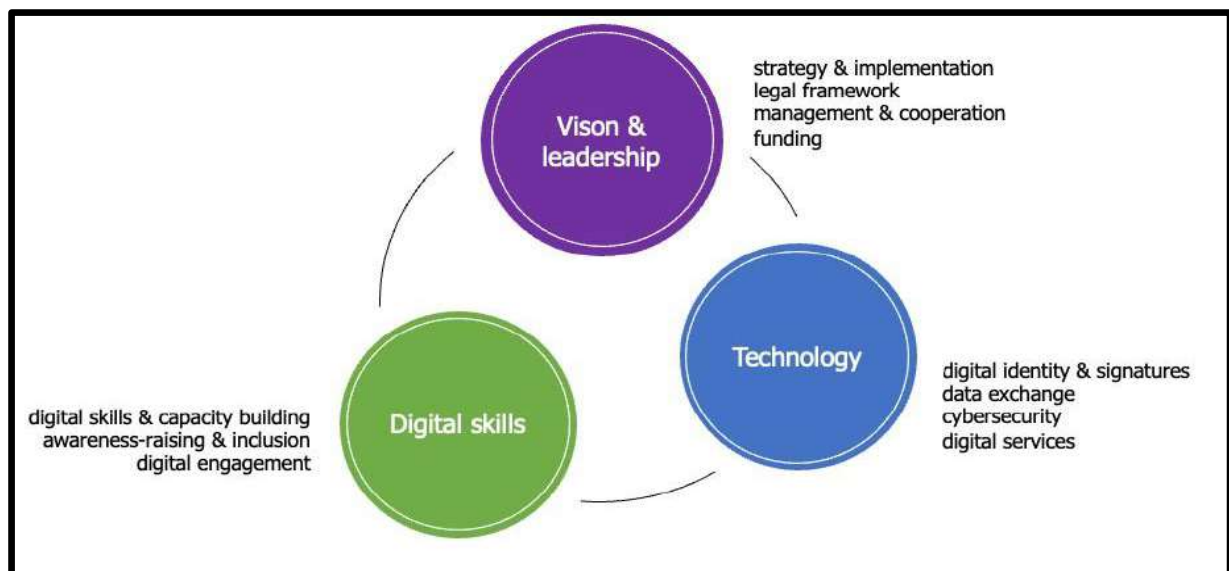 Vison &
leadership
strategy & implementation
legal framework
management & cooperation
funding
Technology
digital identity & signatures
data exchange
cybersecurity
digital services
Digital skills
digital skills & capacity building
awareness-raising & inclusion
digital engagement